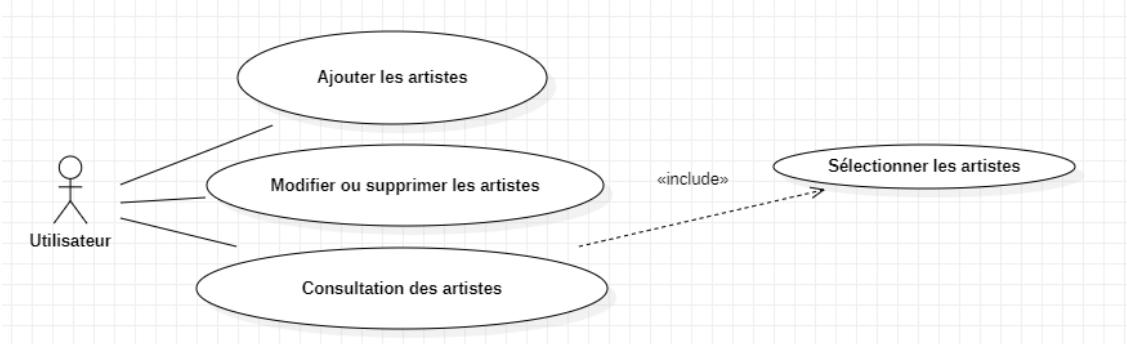 Ajouter les artistes
Modifier ou supprimer les artistes
Sélectionner les artistes
«include»
Utilisateur
Consultation des artistes